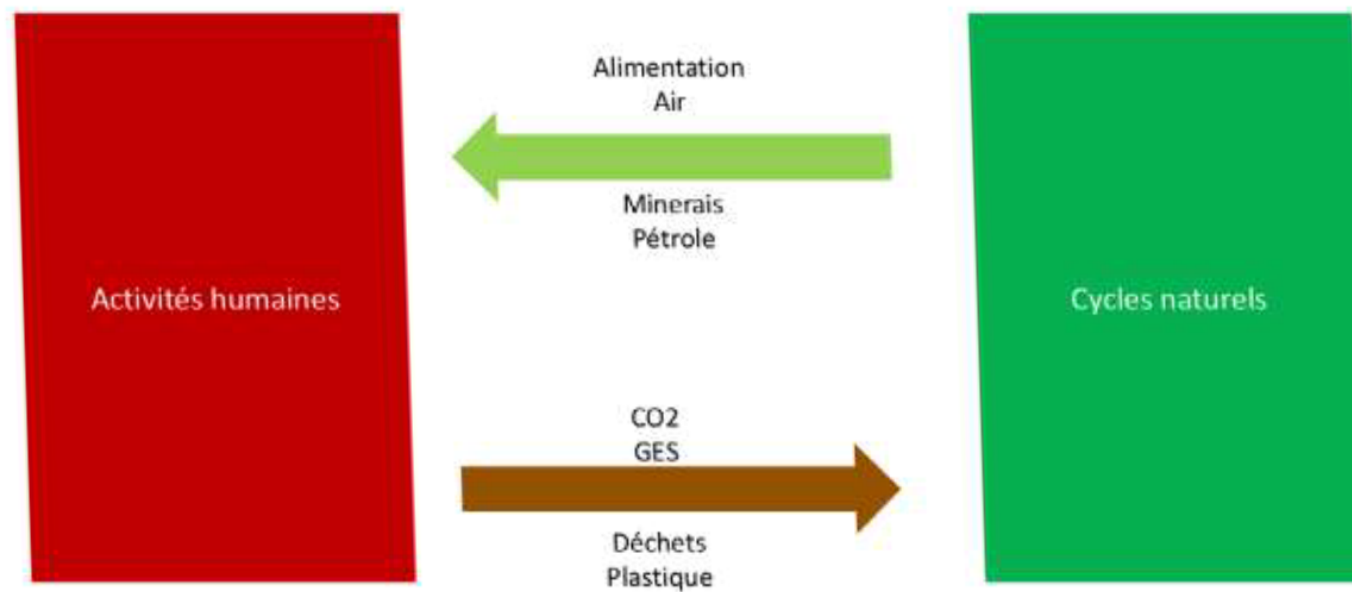 Alimentation
Air
Minerais
Pétrole
Activités humaines
Cycles naturels
CO2
GES
Déchets
Plastique